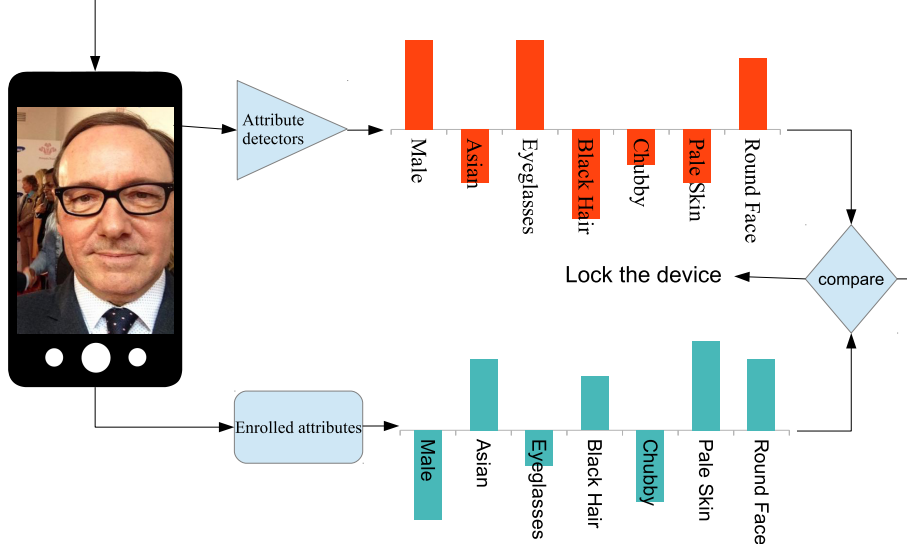 Attribute
detectors
Male
Asian
Eyeglasses
Black Hair
Chubby
Pale Skin
Round Face
Lock the device
compare
Enrolled attributes
Male
Asian
Eyeglasses
Black Hair
Chubby
Pale Skin
Round Face